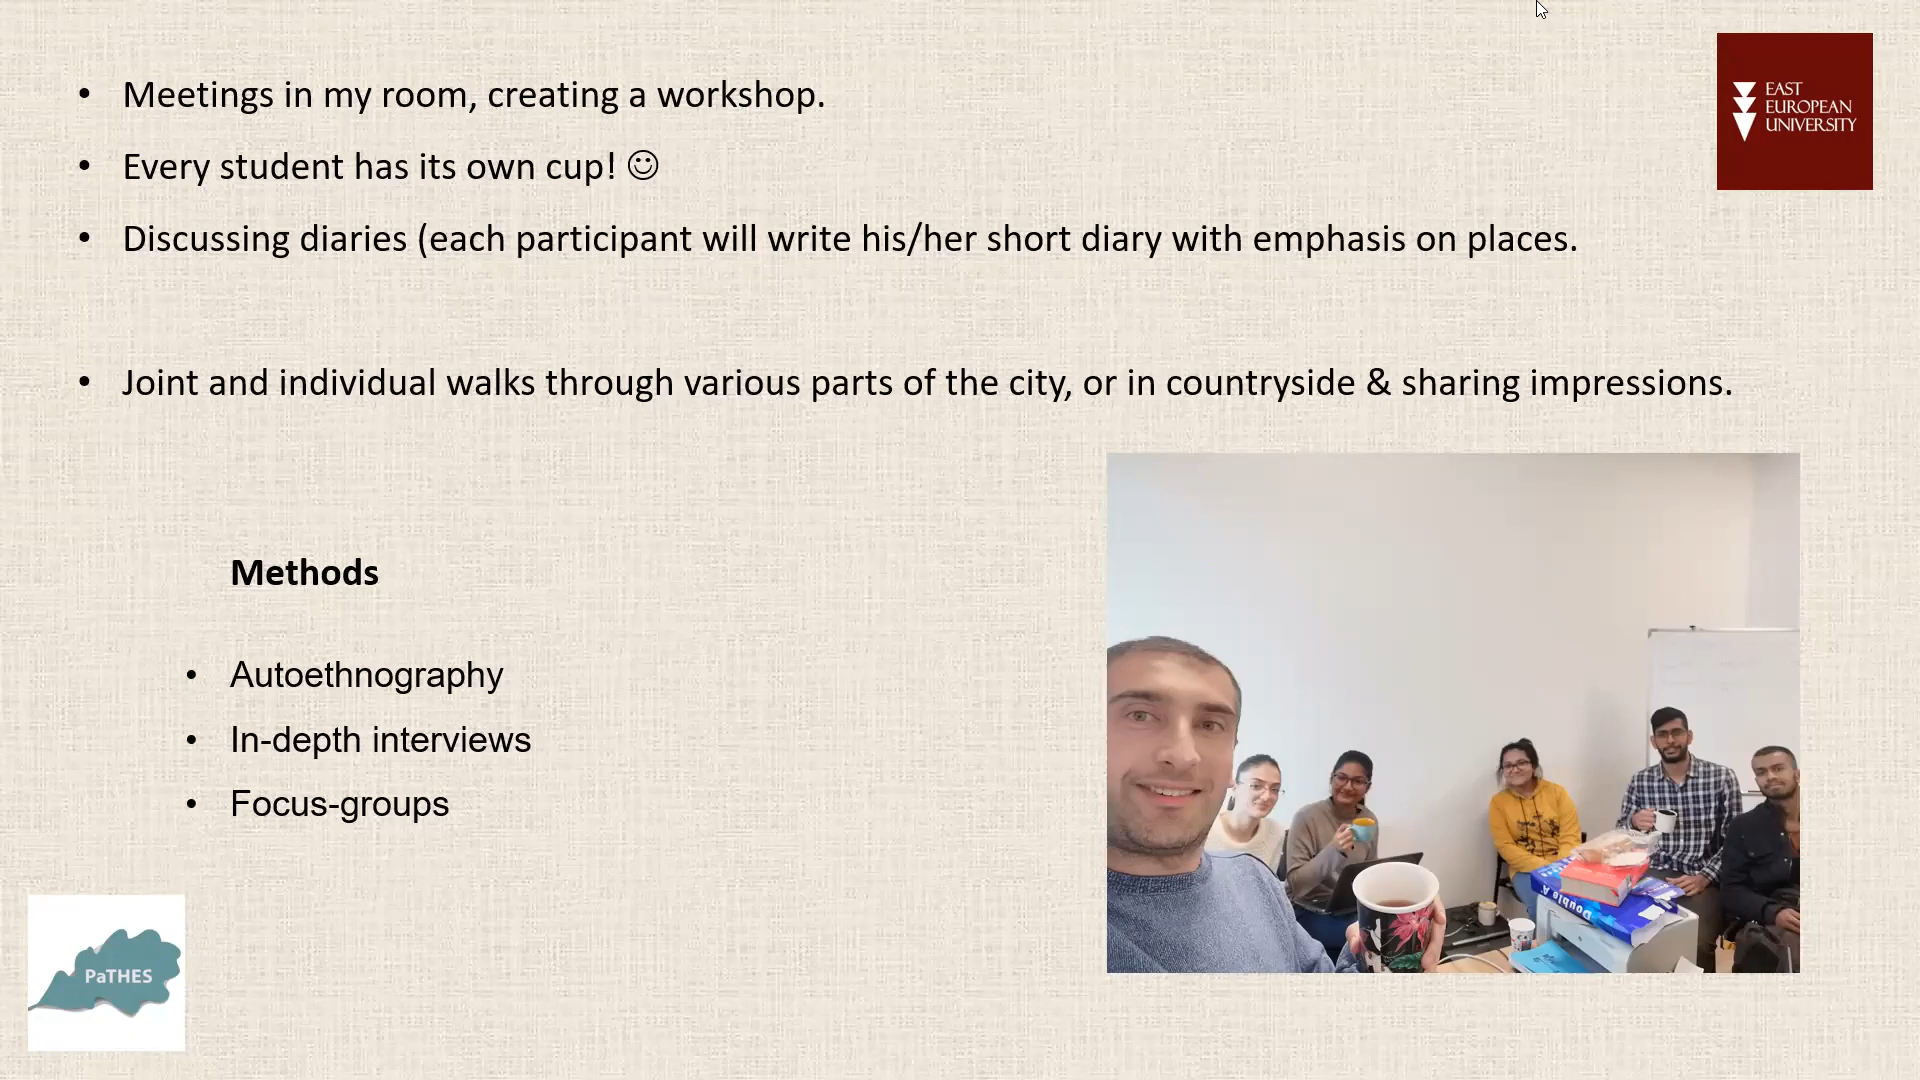 • Meetings in my room, creating a workshop.
• Every student has its own cup! ☺
• Discussing diaries (each participant will write his/her short diary with emphasis on places.
• Joint and individual walks through various parts of the city, or in countryside & sharing impressions.
EAST
EUROPEAN
UNIVERSITY
Methods
• Autoethnography
• In-depth interviews
• Focus-groups
Double A
PaTHES